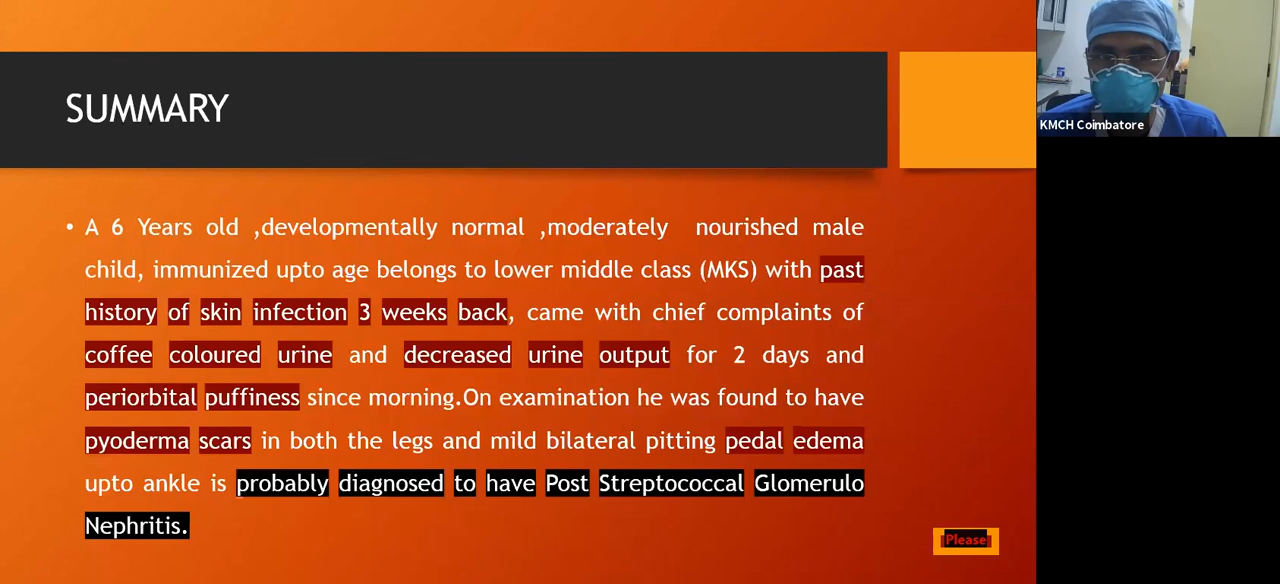 SUMMARY
• A 6 Years old ,developmentally normal ,moderately nourished male
child, immunized upto age belongs to lower middle class (MKS) with past
history of skin infection 3 weeks back, came with chief complaints of
coffee coloured urine and decreased urine output for 2 days and
periorbital puffiness since morning.On examination he was found to have
pyoderma scars in both the legs and mild bilateral pitting pedal edema
upto ankle is probably diagnosed to have Post Streptococcal Glomerulo
Nephritis.
Please
KMCH Coimbatore